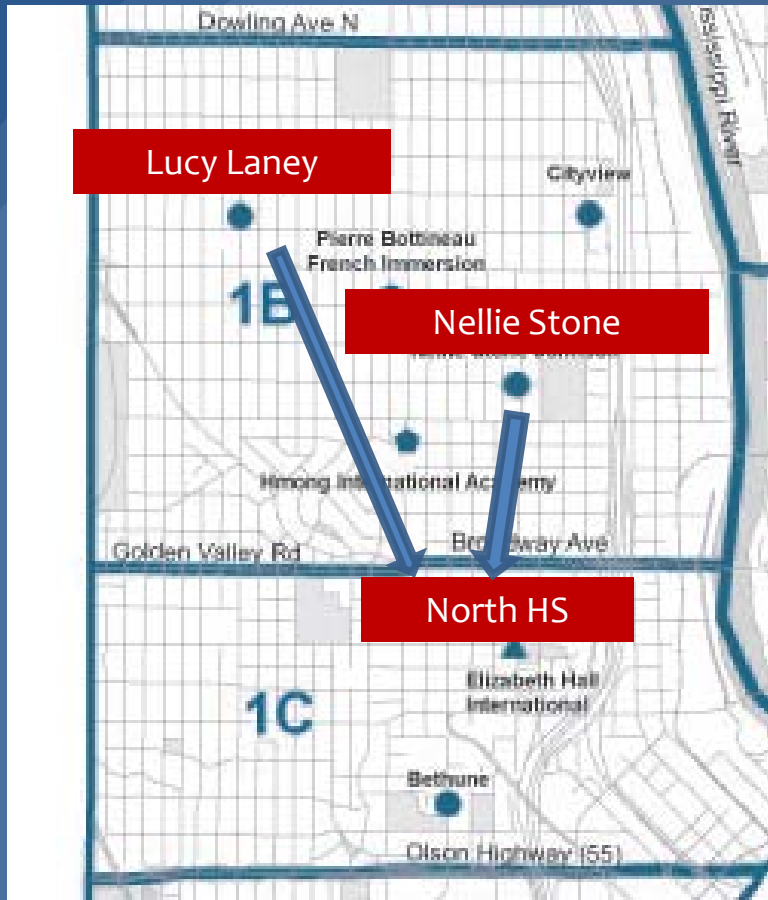 Dowling Ave N
Mississippi River
Lucy Laney
Cityview
Pierre Bottineau
French Immersion
1B
Nellie Stone
Hmong International Academy
Broadway Ave
Golden Valley Rd
North HS
Elizabeth Hall
International
1C
Bethune
Olson Highway (55)